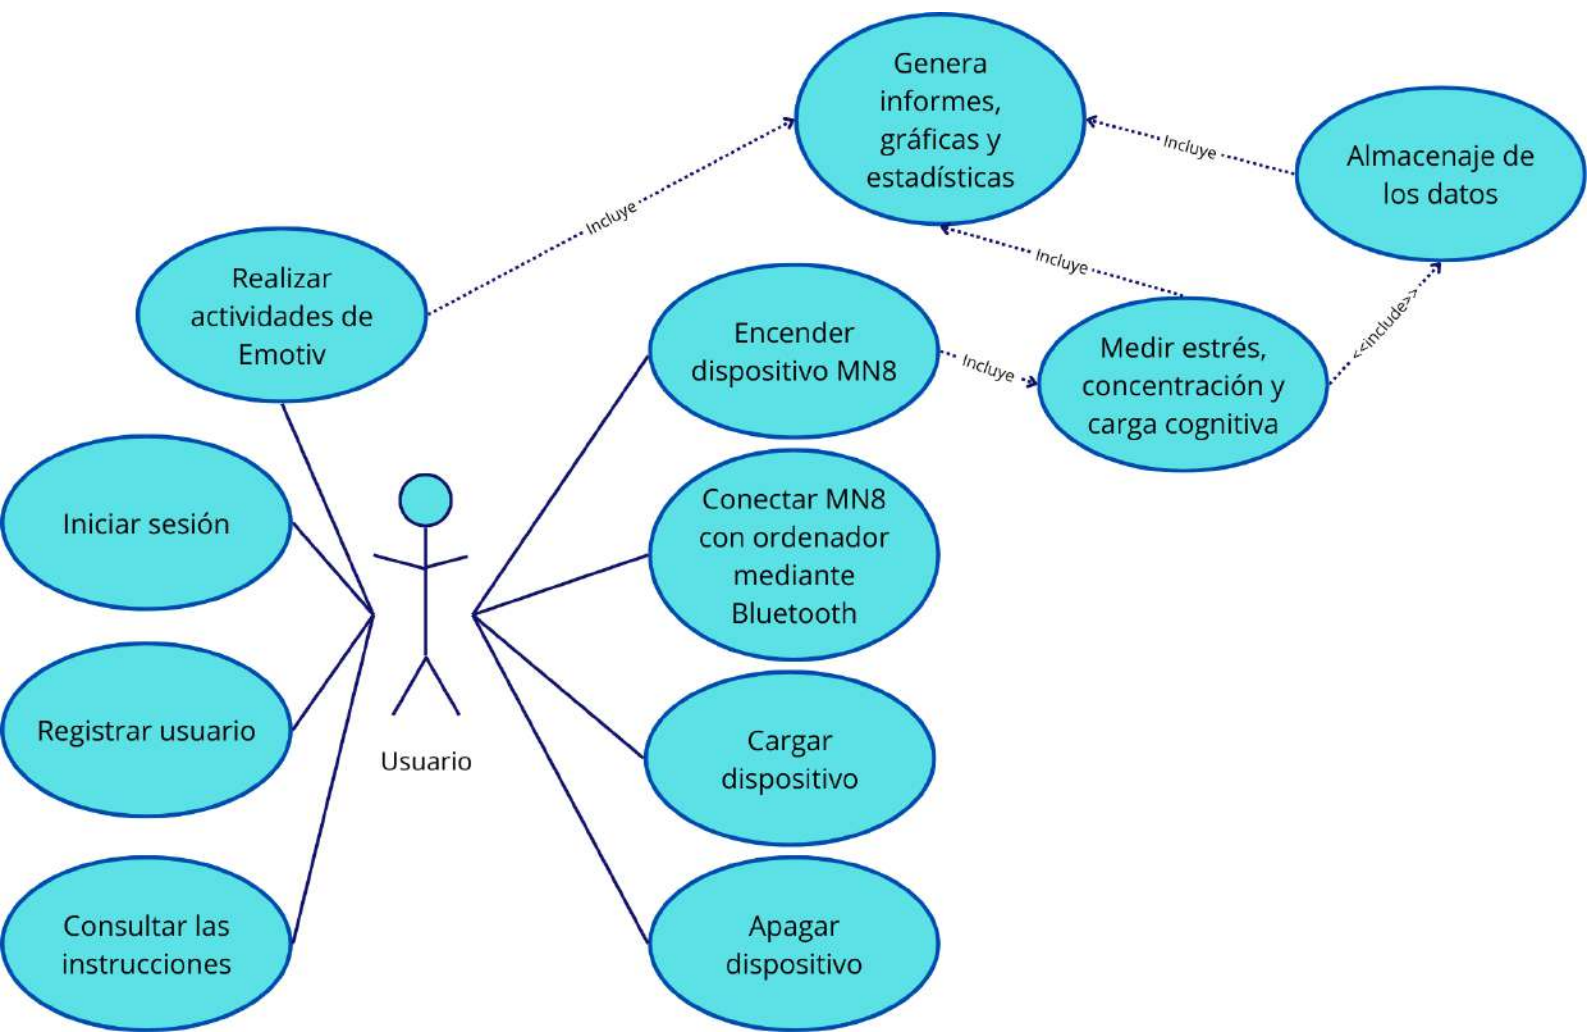 Genera
informes,
gráficas y
estadísticas
Almacenaje de
los datos
Incluye
Incluye
Incluye
<<include>>
Realizar
actividades de
Emotiv
Encender
dispositivo MN8
Incluye
Medir estrés,
concentración y
carga cognitiva
Iniciar sesión
Conectar MN8
con ordenador
mediante
Bluetooth
Registrar usuario
Usuario
Cargar
dispositivo
Consultar las
instrucciones
Apagar
dispositivo